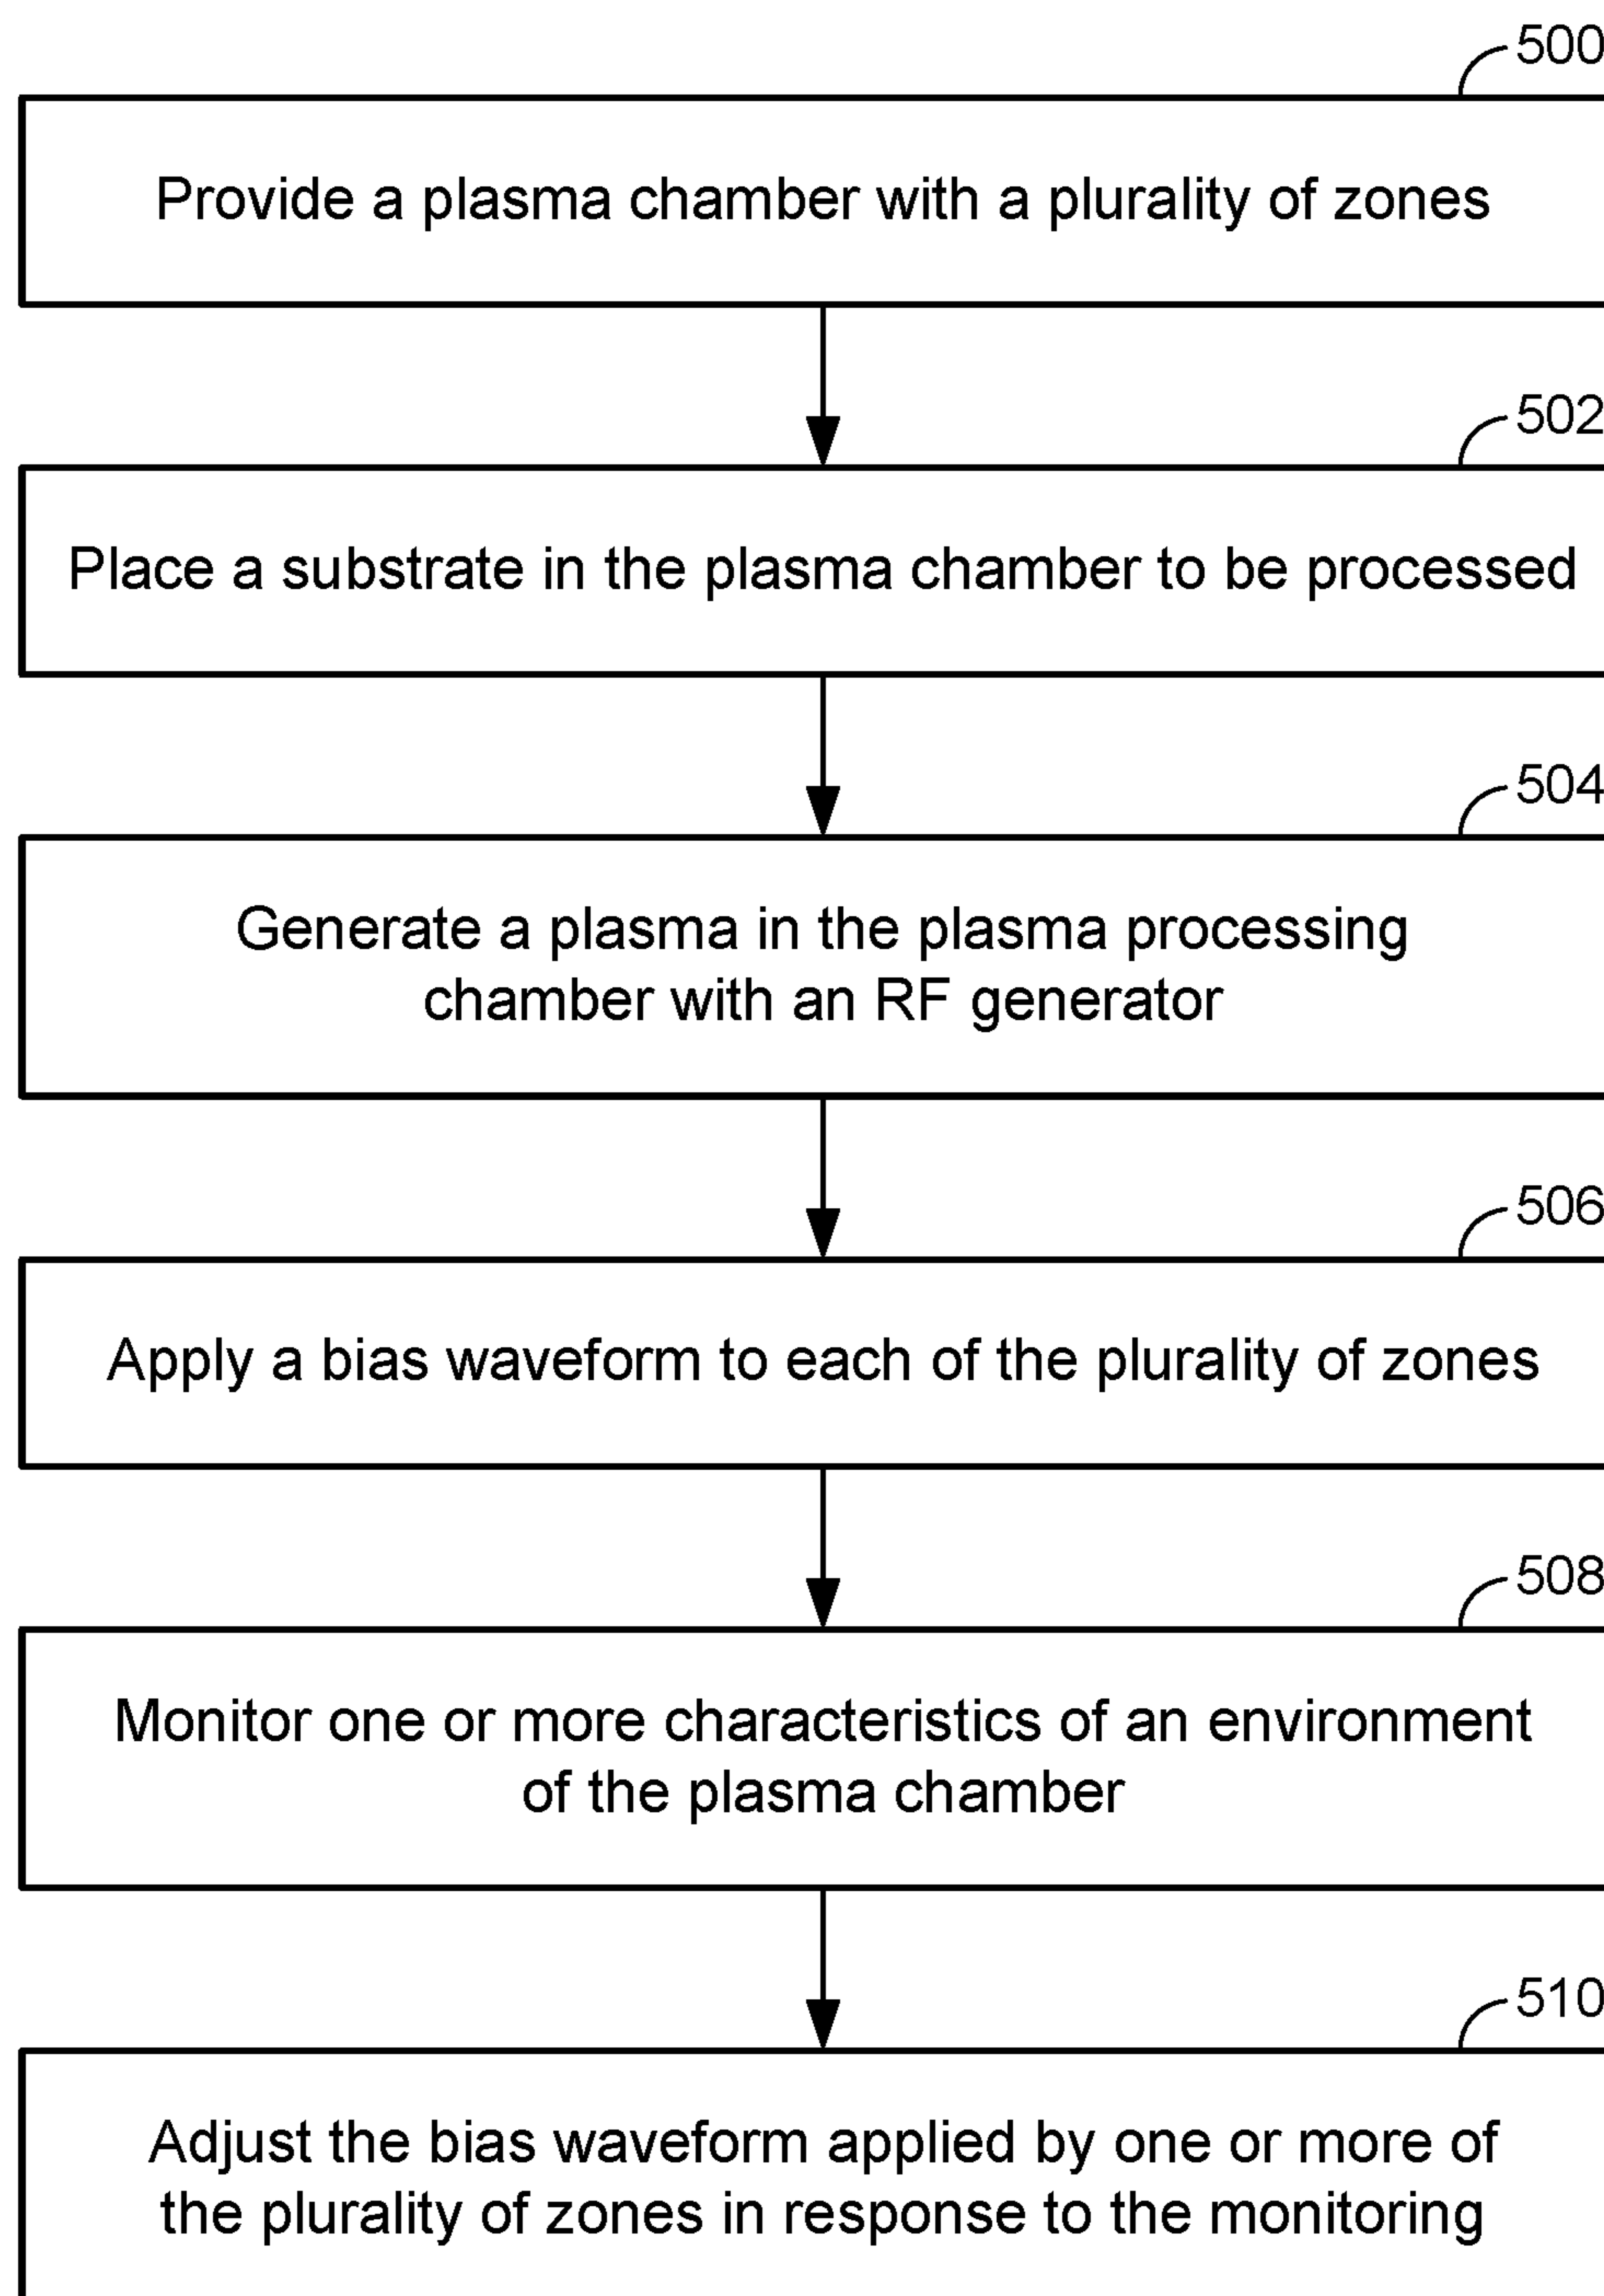 500
Provide a plasma chamber with a plurality of zones
502
Place a substrate in the plasma chamber to be processed
504
Generate a plasma in the plasma processing
chamber with an RF generator
506
Apply a bias waveform to each of the plurality of zones
508
Monitor one or more characteristics of an environment
of the plasma chamber
510
Adjust the bias waveform applied by one or more of
the plurality of zones in response to the monitoring